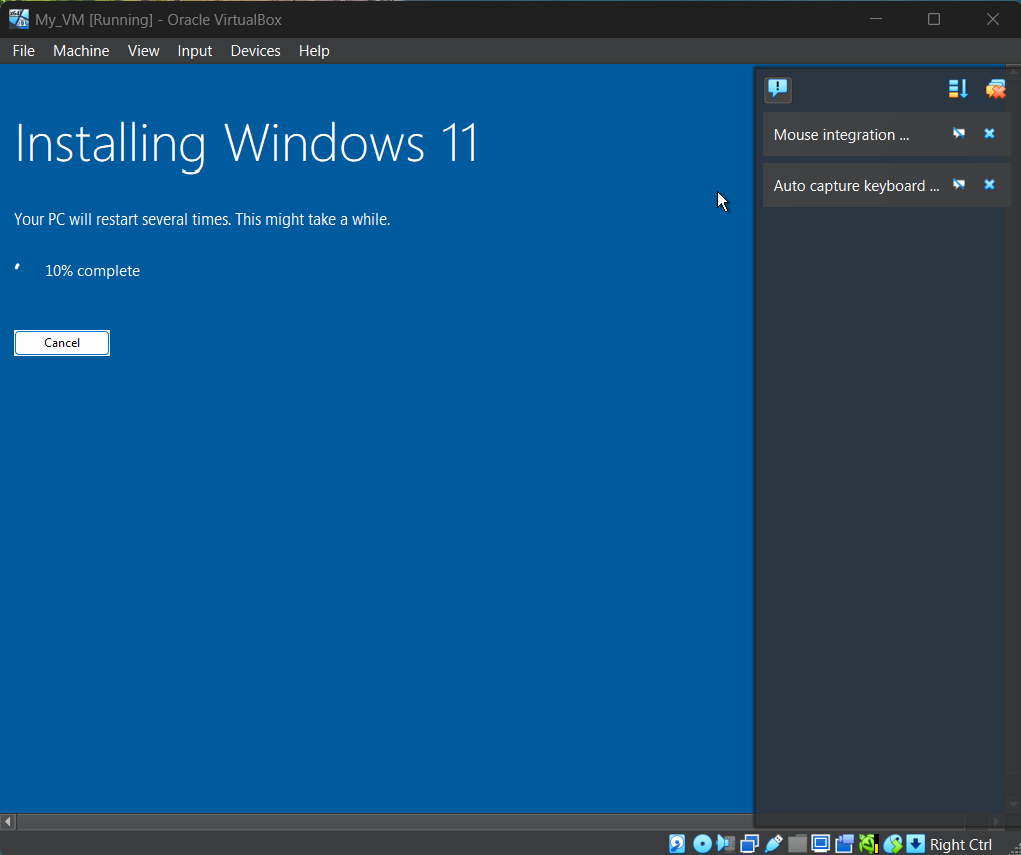 My_VM [Running] - Oracle VirtualBox
File Machine View Input Devices Help
Installing Windows 11
Your PC will restart several times. This might take a while.
10% complete
Cancel
Mouse integration ...
Auto capture keyboard ...
Right Ctrl